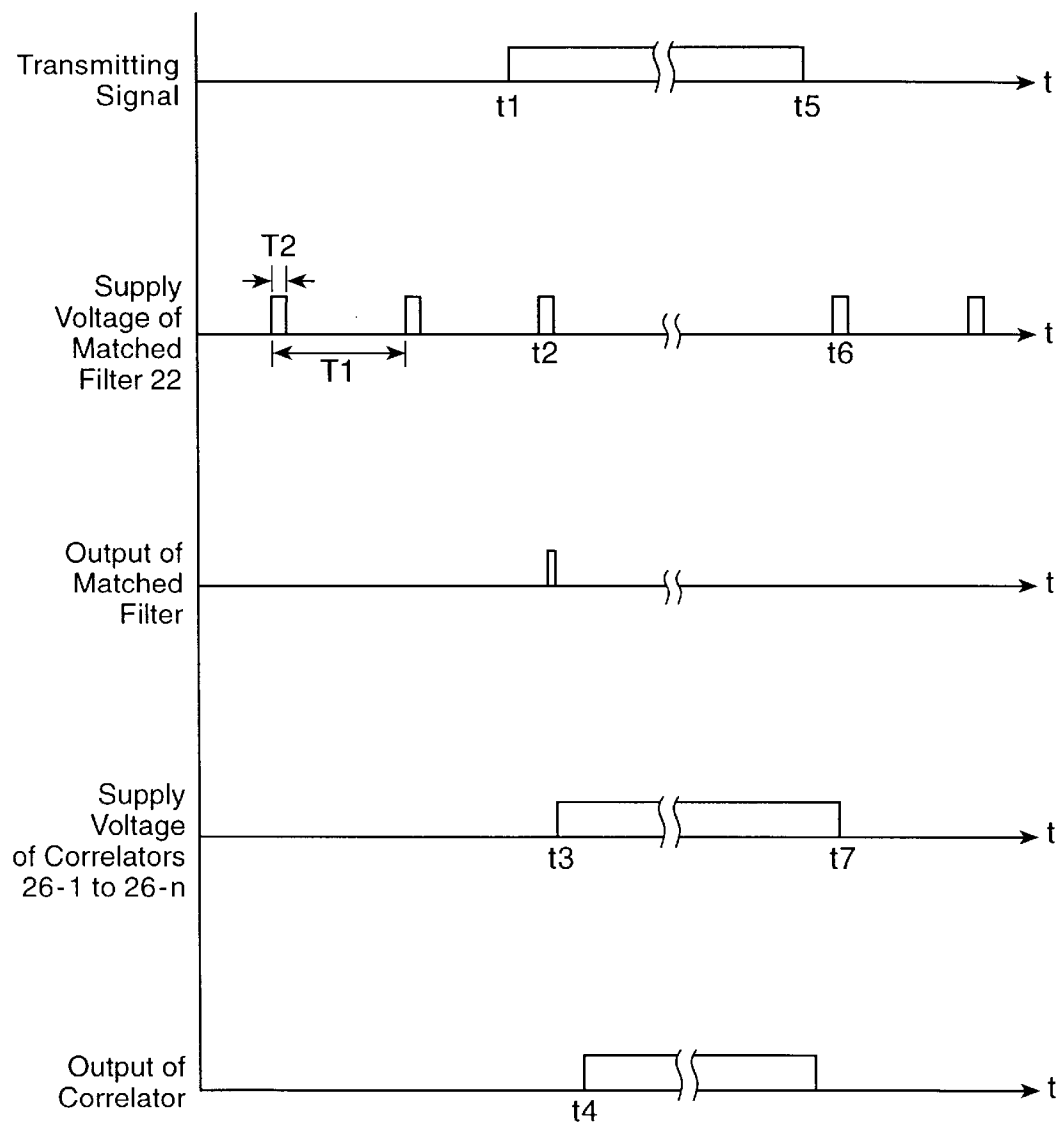 Transmitting
Signal
t
t1
t5
T2
Supply
Voltage of
Matched
Filter 22
t
T1
t2
t6
Output of
Matched
Filter
t
Supply
Voltage
of Correlators
26-1 to 26-n
t
t3
t7
Output of
Correlator
t
t4